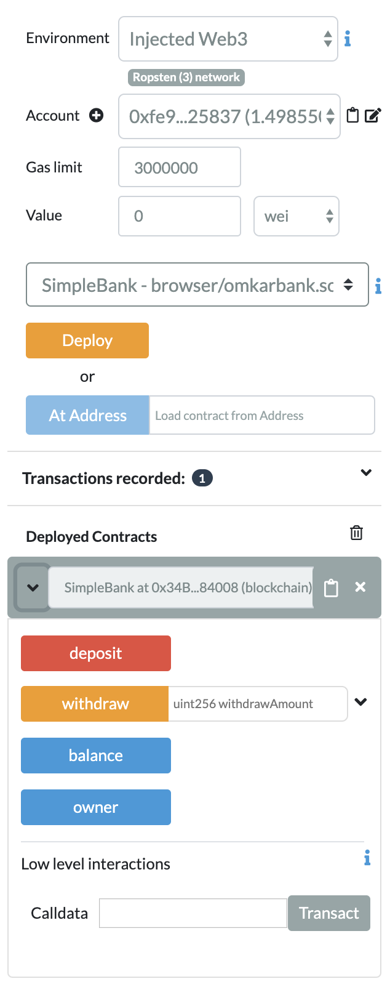 Environment
Injected Web3
Ropsten (3) network
Account
0xfe9...25837 (1.498550
Gas limit
3000000
Value
0
wei
SimpleBank - browser/omkarbank.sc
Deploy
or
At Address
Load contract from Address
Transactions recorded: 1
Deployed Contracts
SimpleBank at 0x34B...84008 (blockchain)
deposit
withdraw
uint256 withdrawAmount
balance
owner
Low level interactions
Calldata
Transact